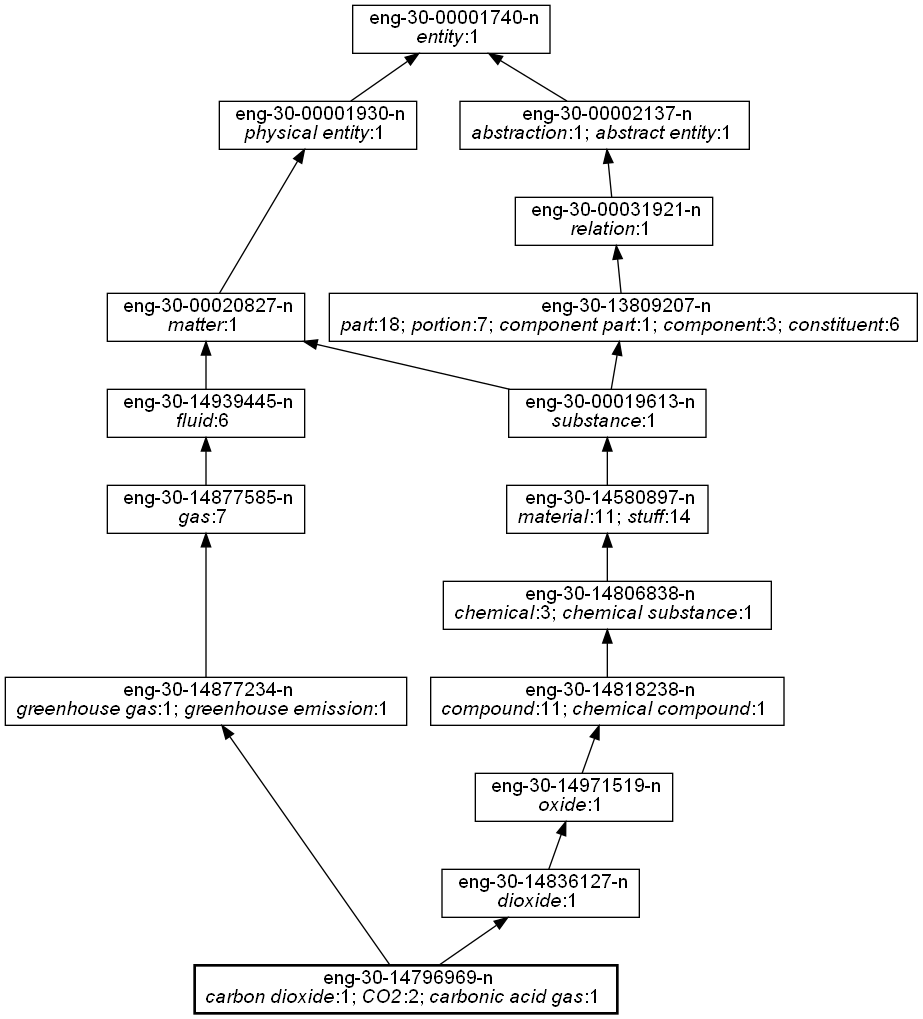 eng-30-00001740-n
entity:1
eng-30-00001930-n
physical entity:1
eng-30-00002137-n
abstraction:1; abstract entity:1
eng-30-00031921-n
relation:1
eng-30-00020827-n
matter:1
eng-30-13809207-n
part:18; portion:7; component part:1; component:3; constituent:6
eng-30-14939445-n
fluid:6
eng-30-00019613-n
substance:1
eng-30-14877585-n
gas:7
eng-30-14580897-n
material:11; stuff:14
eng-30-14806838-n
chemical:3; chemical substance:1
eng-30-14877234-n
greenhouse gas:1; greenhouse emission:1
eng-30-14818238-n
compound:11; chemical compound:1
eng-30-14971519-n
oxide:1
eng-30-14836127-n
dioxide:1
eng-30-14796969-n
carbon dioxide:1; CO2:2; carbonic acid gas:1